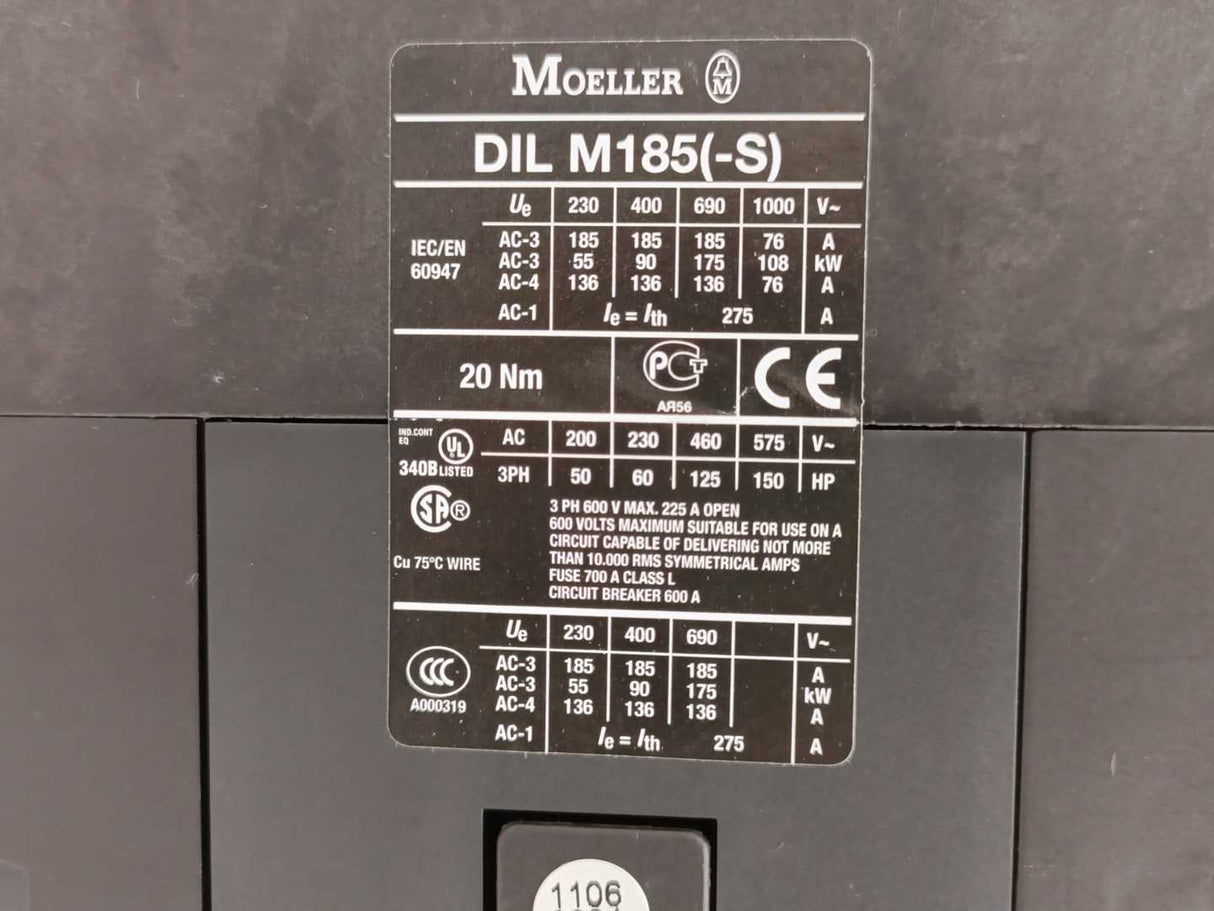 MOELLER
DIL M185(-S)
Ue 230 400 690 1000 V~
IEC/EN 60947
AC-3 185 185 185 76 A
AC-3 55 90 175 108 kW
AC-4 136 136 136 76 A
AC-1 Ie = Ith 275 A
20 Nm PCT CE
АЯ56
IND.CONT EQ UL AC 200 230 460 575 V~
340B LISTED 3PH 50 60 125 150 HP
SA®
3 PH 600 V MAX. 225 A OPEN
600 VOLTS MAXIMUM SUITABLE FOR USE ON A
CIRCUIT CAPABLE OF DELIVERING NOT MORE
THAN 10.000 RMS SYMMETRICAL AMPS
FUSE 700 A CLASS L
CIRCUIT BREAKER 600 A
Cu 75°C WIRE
Ue 230 400 690 V~
CCC
A000319
AC-3 185 185 185 A
AC-3 55 90 175 kW
AC-4 136 136 136 A
AC-1 Ie = Ith 275 A
1106